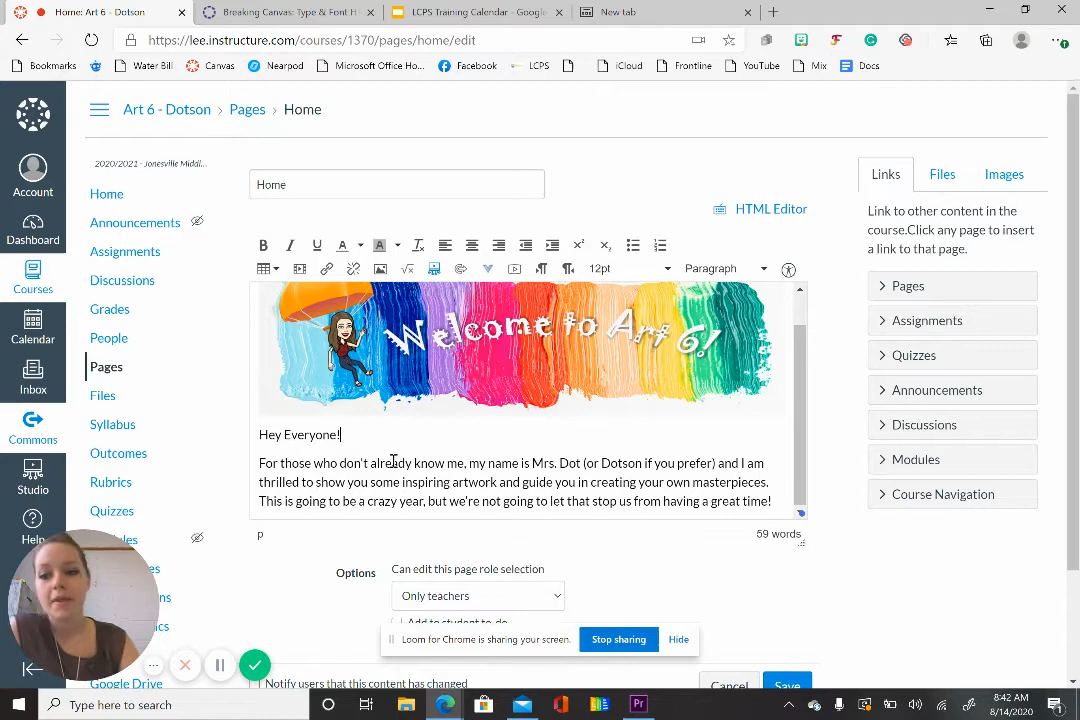 Home: Art 6 - Dotson
Breaking Canvas: Type & Font H
LCPS Training Calendar - Google
New tab
https://lee.instructure.com/courses/1370/pages/home/edit
Bookmarks
Water Bill
Canvas
Nearpod
Microsoft Office Ho...
Facebook
LCPS
iCloud
Frontline
YouTube
Mix
Docs
Art 6 - Dotson > Pages > Home
Account
Dashboard
Courses
Calendar
Inbox
Commons
Studio
Help
2020/2021 - Jonesville Middl...
Home
Announcements
Assignments
Discussions
Grades
People
Pages
Files
Syllabus
Outcomes
Rubrics
Quizzes
Google Drive
Home
HTML Editor
12pt
Paragraph
Welcome to Art 6!
Hey Everyone!
For those who don't already know me, my name is Mrs. Dot (or Dotson if you prefer) and I am
thrilled to show you some inspiring artwork and guide you in creating your own masterpieces.
This is going to be a crazy year, but we're not going to let that stop us from having a great time!
p
59 words
Options
Can edit this page role selection
Only teachers
Add to student to-do
Loom for Chrome is sharing your screen.
Stop sharing
Hide
Notify users that this content has changed
Cancel
Save
Links
Files
Images
Link to other content in the
course.Click any page to insert
a link to that page.
Pages
Assignments
Quizzes
Announcements
Discussions
Modules
Course Navigation
Type here to search
8:42 AM
8/14/2020